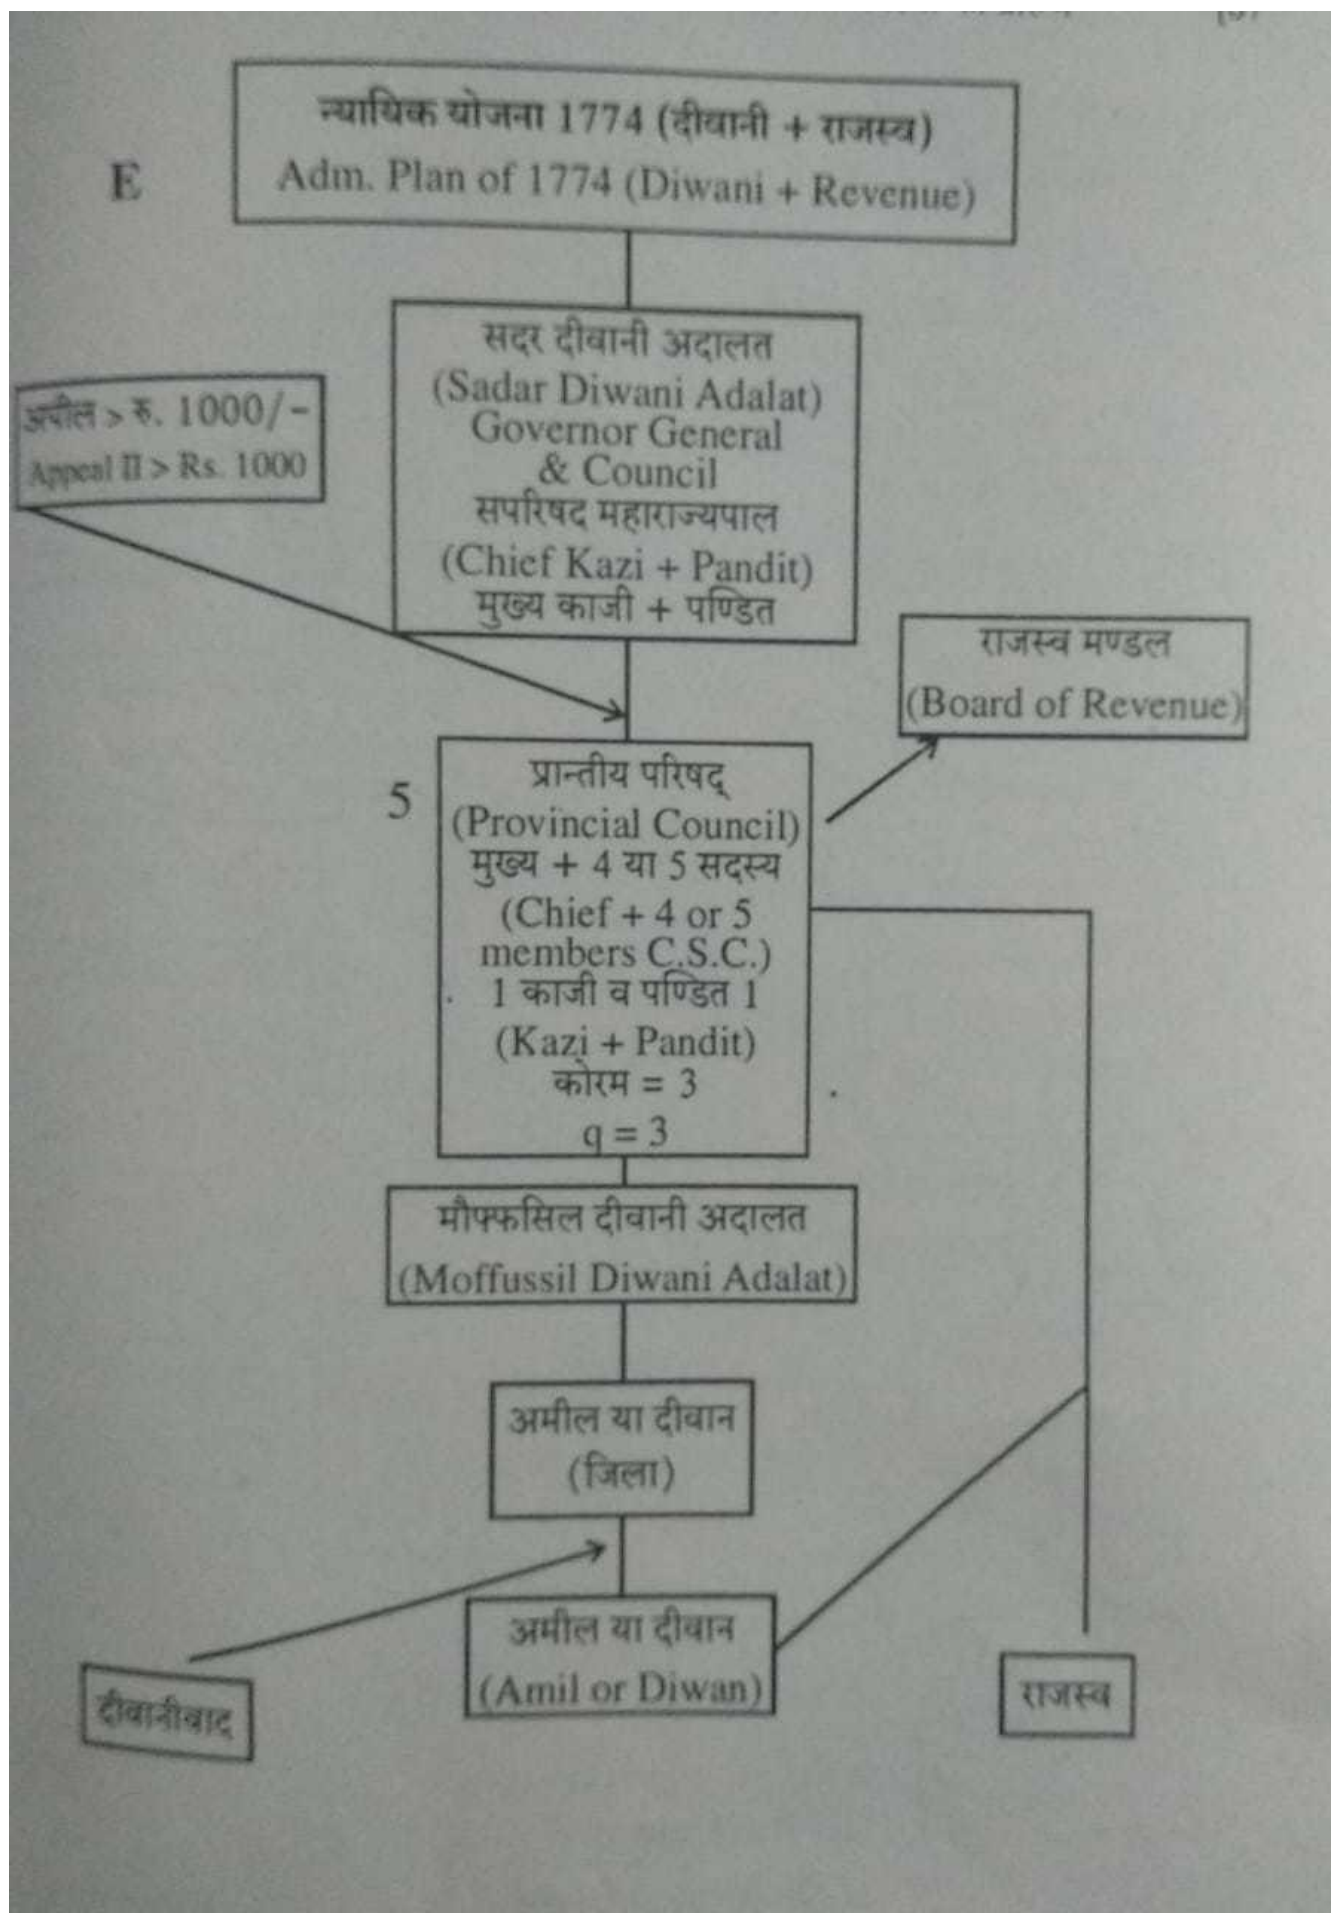 न्यायिक योजना 1774 (दीवानी + राजस्व)
Adm. Plan of 1774 (Diwani + Revenue)
E
सदर दीवानी अदालत
(Sadar Diwani Adalat)
Governor General
& Council
सपरिषद महाराज्यपाल
(Chief Kazi + Pandit)
मुख्य काजी + पण्डित
अपील > रु. 1000/-
Appeal II > Rs. 1000
राजस्व मण्डल
(Board of Revenue)
5
प्रान्तीय परिषद्
(Provincial Council)
मुख्य + 4 या 5 सदस्य
(Chief + 4 or 5
members C.S.C.)
1 काजी व पण्डित 1
(Kazi + Pandit)
कोरम = 3
q = 3
मौफ्फसिल दीवानी अदालत
(Moffussil Diwani Adalat)
अमील या दीवान
(जिला)
अमील या दीवान
(Amil or Diwan)
दीवानीवाद
राजस्व